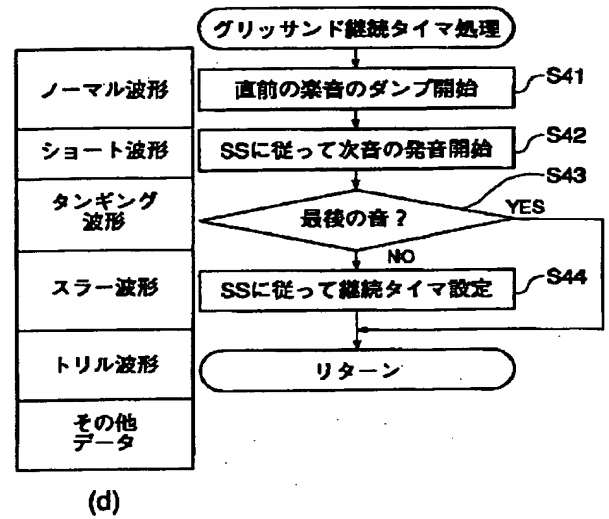 グリッサンド継続タイマ処理
直前の楽音のダンプ開始
S41
SSに従って次音の発音開始
S42
最後の音?
S43
YES
NO
SSに従って継続タイマ設定
S44
リターン
ノーマル波形
ショート波形
タンギング
波形
スラー波形
トリル波形
その他
データ
(d)